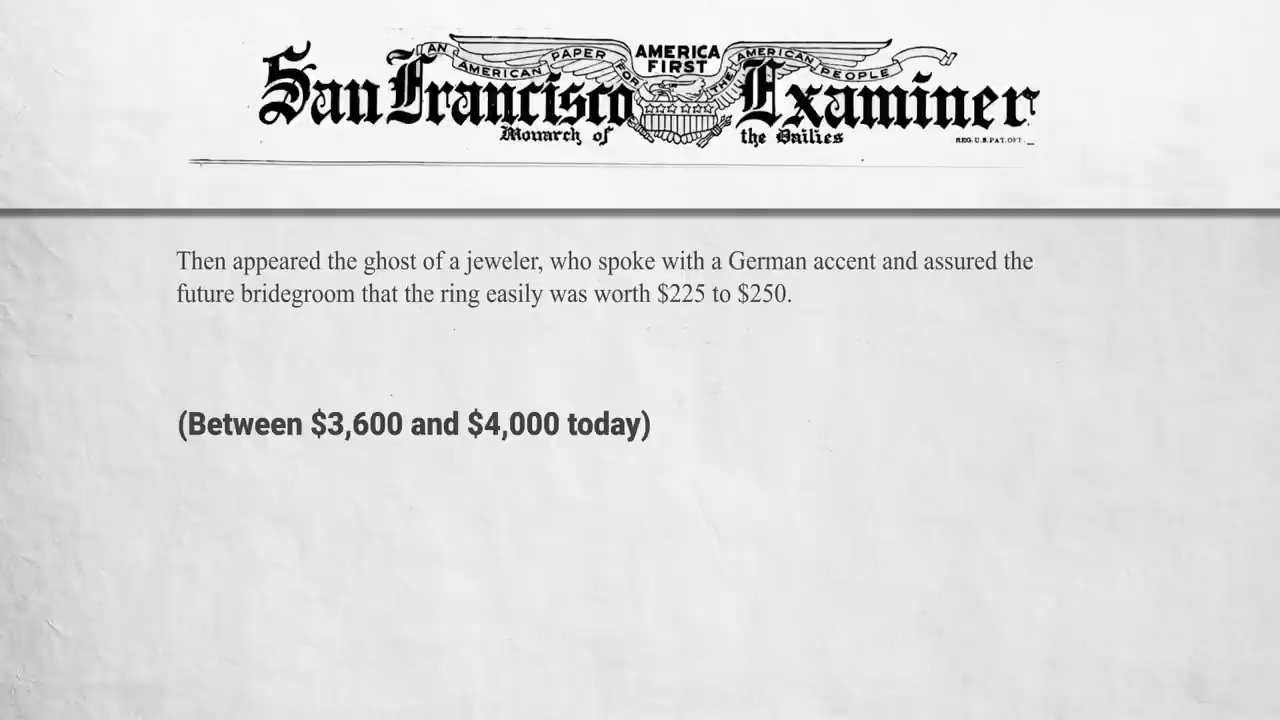 AN AMERICAN PAPER FOR THE AMERICAN PEOPLE
AMERICA
FIRST
San Francisco Examiner
Monarch of the Dailies
REG. U.S. PAT. OFF.
Then appeared the ghost of a jeweler, who spoke with a German accent and assured the
future bridegroom that the ring easily was worth $225 to $250.
(Between $3,600 and $4,000 today)